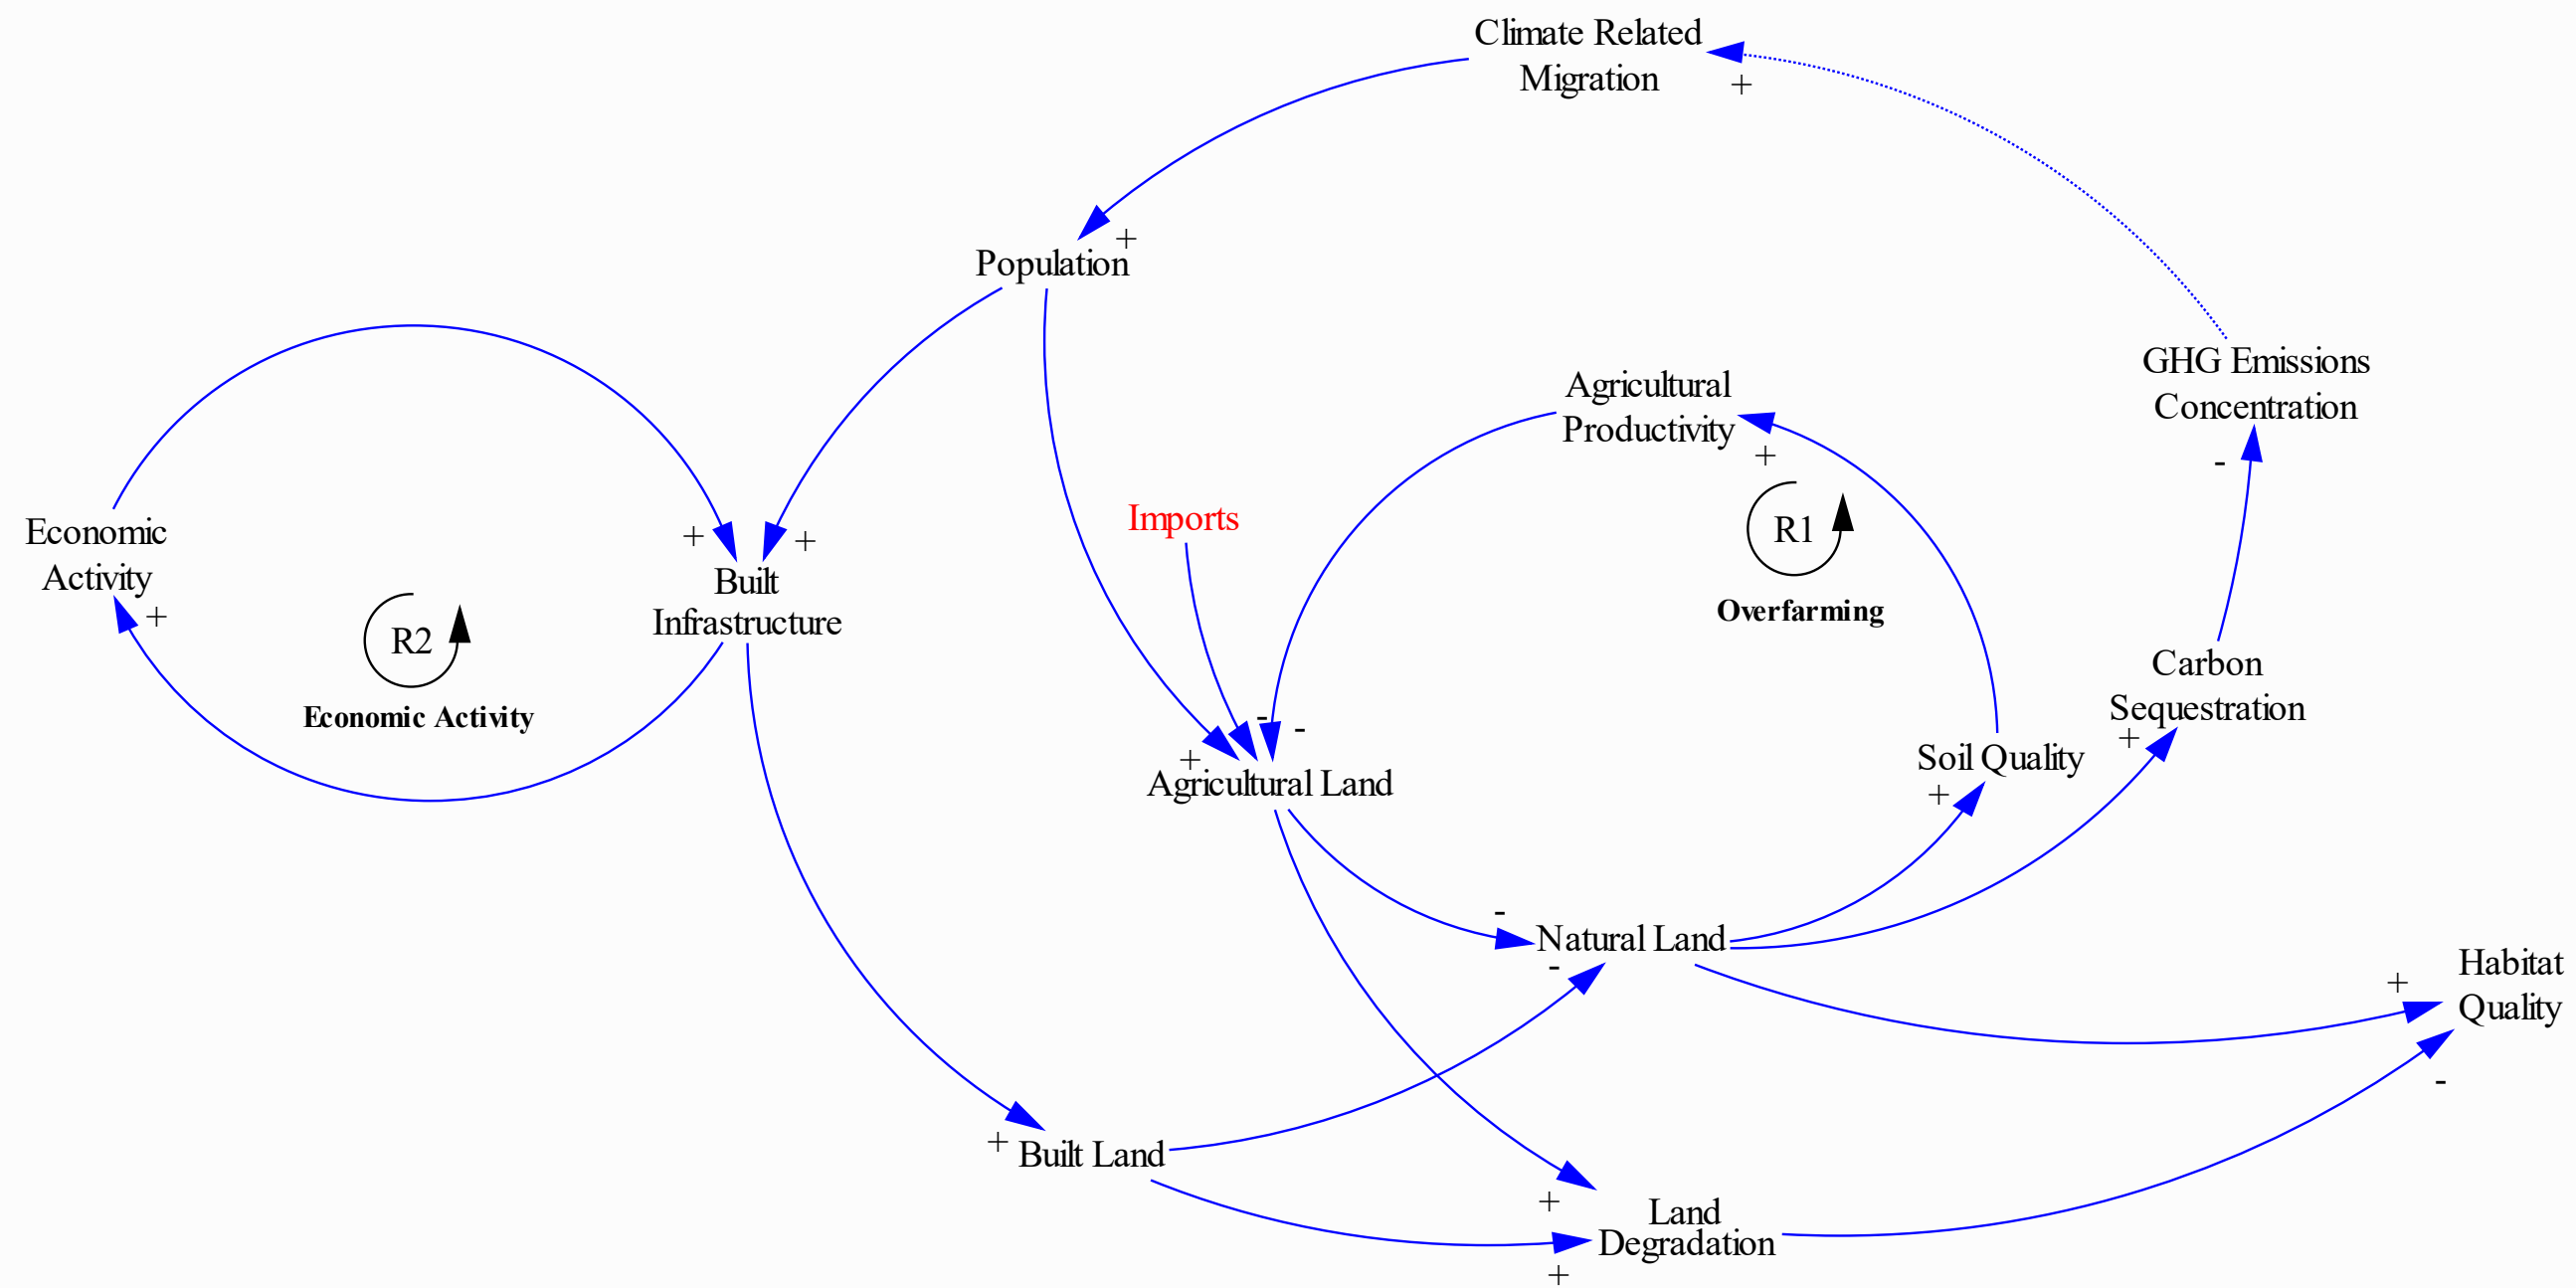 Climate Related
Migration
+
+
Population
GHG Emissions
Concentration
-
Agricultural
Productivity
+
Imports
R1
Overfarming
Economic
Activity
+
+
+
Built
Infrastructure
R2
Economic Activity
Carbon
Sequestration
+
-
-
+
Agricultural Land
Soil Quality
+
-
Natural Land
-
Habitat
Quality
+
-
+
Built Land
+
Land
Degradation
+